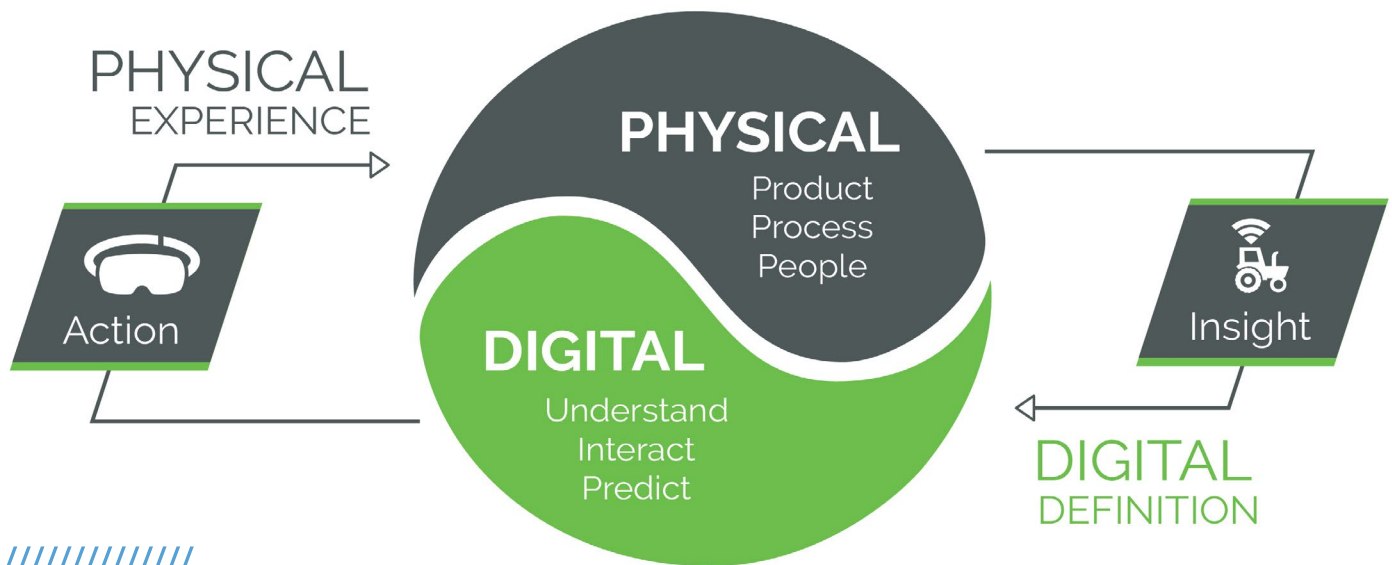 PHYSICAL
EXPERIENCE
Action
PHYSICAL
Product
Process
People
DIGITAL
Understand
Interact
Predict
Insight
DIGITAL
DEFINITION